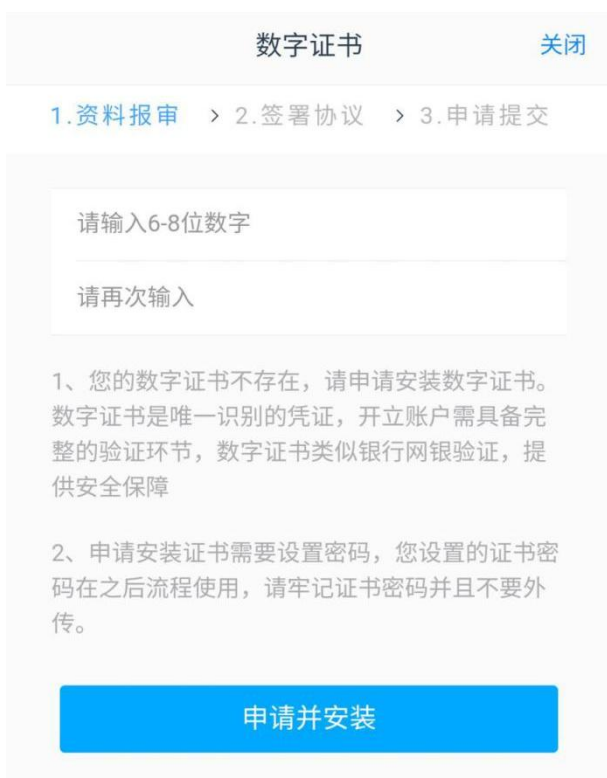 数字证书 关闭
1.资料报审 > 2.签署协议 > 3.申请提交
请输入6-8位数字
请再次输入
1、您的数字证书不存在，请申请安装数字证书。
数字证书是唯一识别的凭证，开立账户需具备完
整的验证环节，数字证书类似银行网银验证，提
供安全保障
2、申请安装证书需要设置密码，您设置的证书密
码在之后流程使用，请牢记证书密码并且不要外
传。
申请并安装